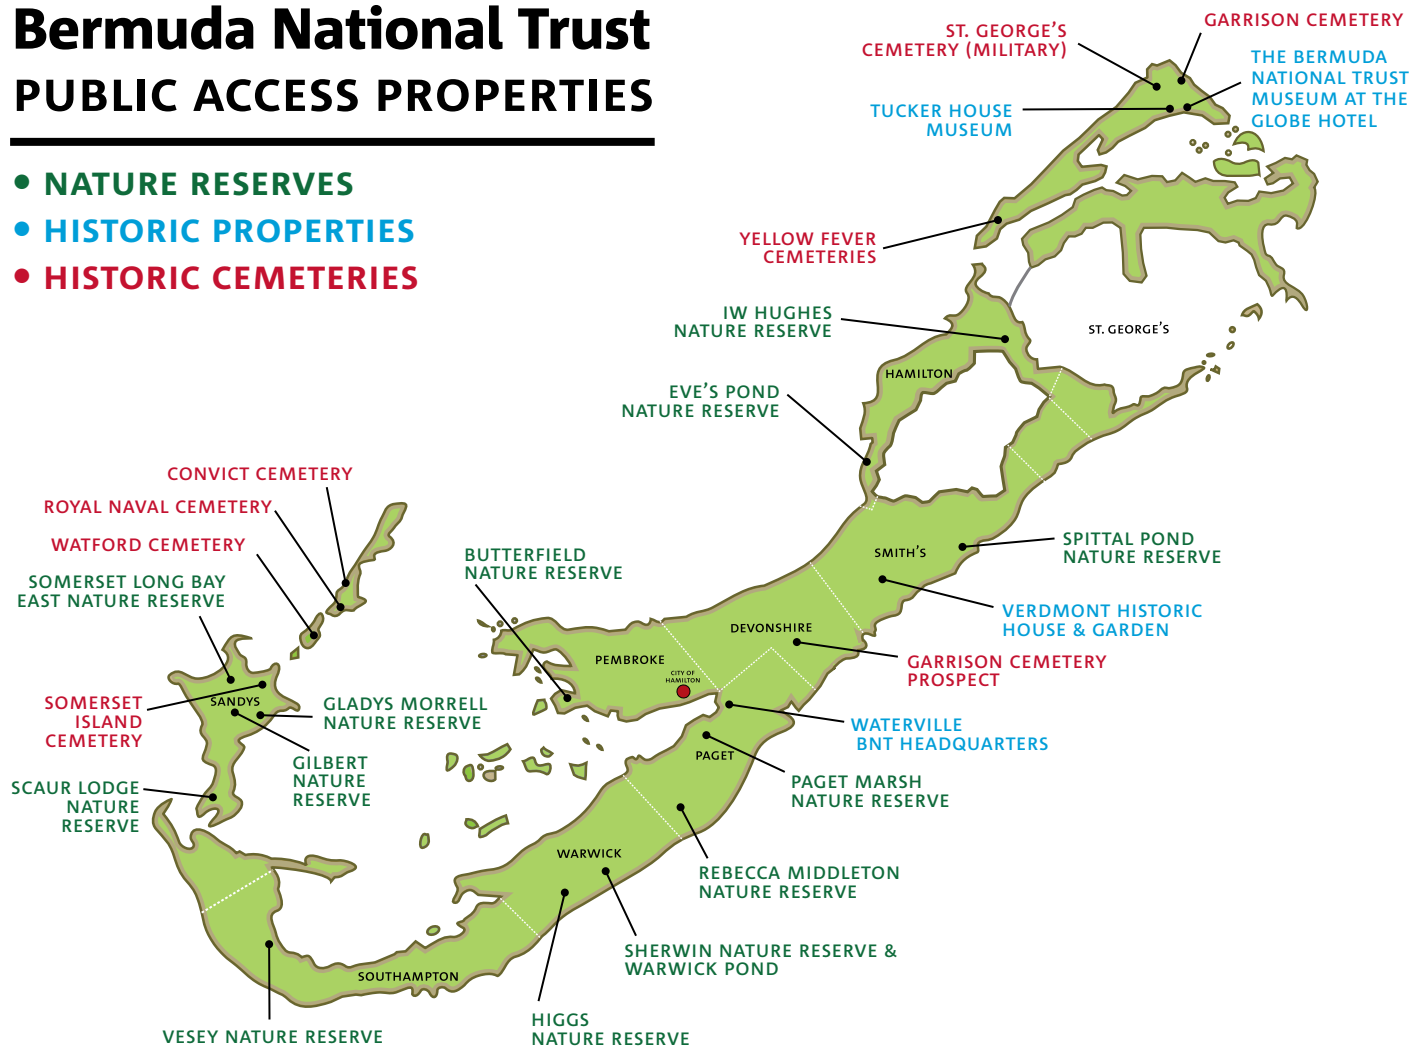 Bermuda National Trust
PUBLIC ACCESS PROPERTIES
• NATURE RESERVES
• HISTORIC PROPERTIES
• HISTORIC CEMETERIES
ST. GEORGE'S
CEMETERY (MILITARY)
GARRISON CEMETERY
THE BERMUDA
NATIONAL TRUST
MUSEUM AT THE
GLOBE HOTEL
TUCKER HOUSE
MUSEUM
YELLOW FEVER
CEMETERIES
IW HUGHES
NATURE RESERVE
ST. GEORGE'S
HAMILTON
EVE'S POND
NATURE RESERVE
CONVICT CEMETERY
ROYAL NAVAL CEMETERY
WATFORD CEMETERY
SOMERSET LONG BAY
EAST NATURE RESERVE
BUTTERFIELD
NATURE RESERVE
SMITH'S
SPITTAL POND
NATURE RESERVE
VERDMONT HISTORIC
HOUSE & GARDEN
DEVONSHIRE
GARRISON CEMETERY
PROSPECT
PEMBROKE
CITY OF
HAMILTON
SANDYS
SOMERSET
ISLAND
CEMETERY
GLADYS MORRELL
NATURE RESERVE
GILBERT
NATURE
RESERVE
WATERVILLE
BNT HEADQUARTERS
PAGET
PAGET MARSH
NATURE RESERVE
SCAUR LODGE
NATURE
RESERVE
WARWICK
REBECCA MIDDLETON
NATURE RESERVE
SHERWIN NATURE RESERVE &
WARWICK POND
SOUTHAMPTON
HIGGS
NATURE RESERVE
VESEY NATURE RESERVE